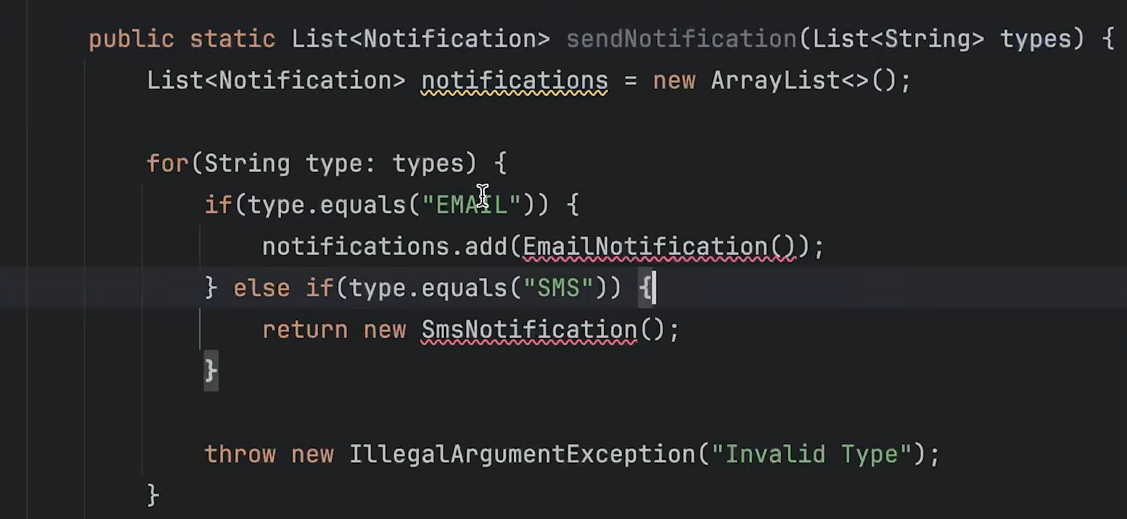 public static List<Notification> sendNotification(List<String> types) {
List<Notification> notifications = new ArrayList<>();
for(String type: types) {
if(type.equals("EMAIL")) {
notifications.add(EmailNotification());
} else if(type.equals("SMS")) {
return new SmsNotification();
}
throw new IllegalArgumentException("Invalid Type");
}